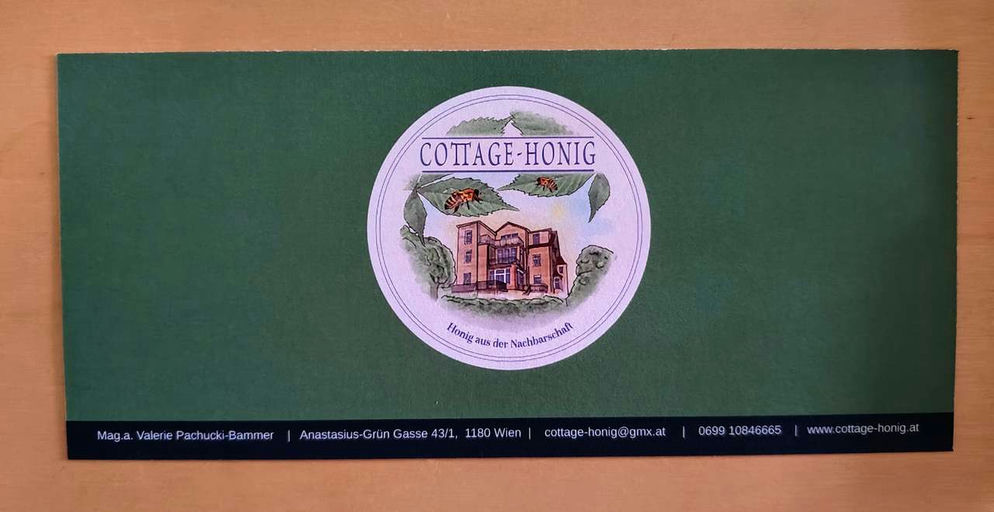 COTTAGE-HONIG
Honig aus der Nachbarschaft
Mag.a. Valerie Pachucki-Bammer | Anastasius-Grün Gasse 43/1, 1180 Wien | cottage-honig@gmx.at | 0699 10846665 | www.cottage-honig.at